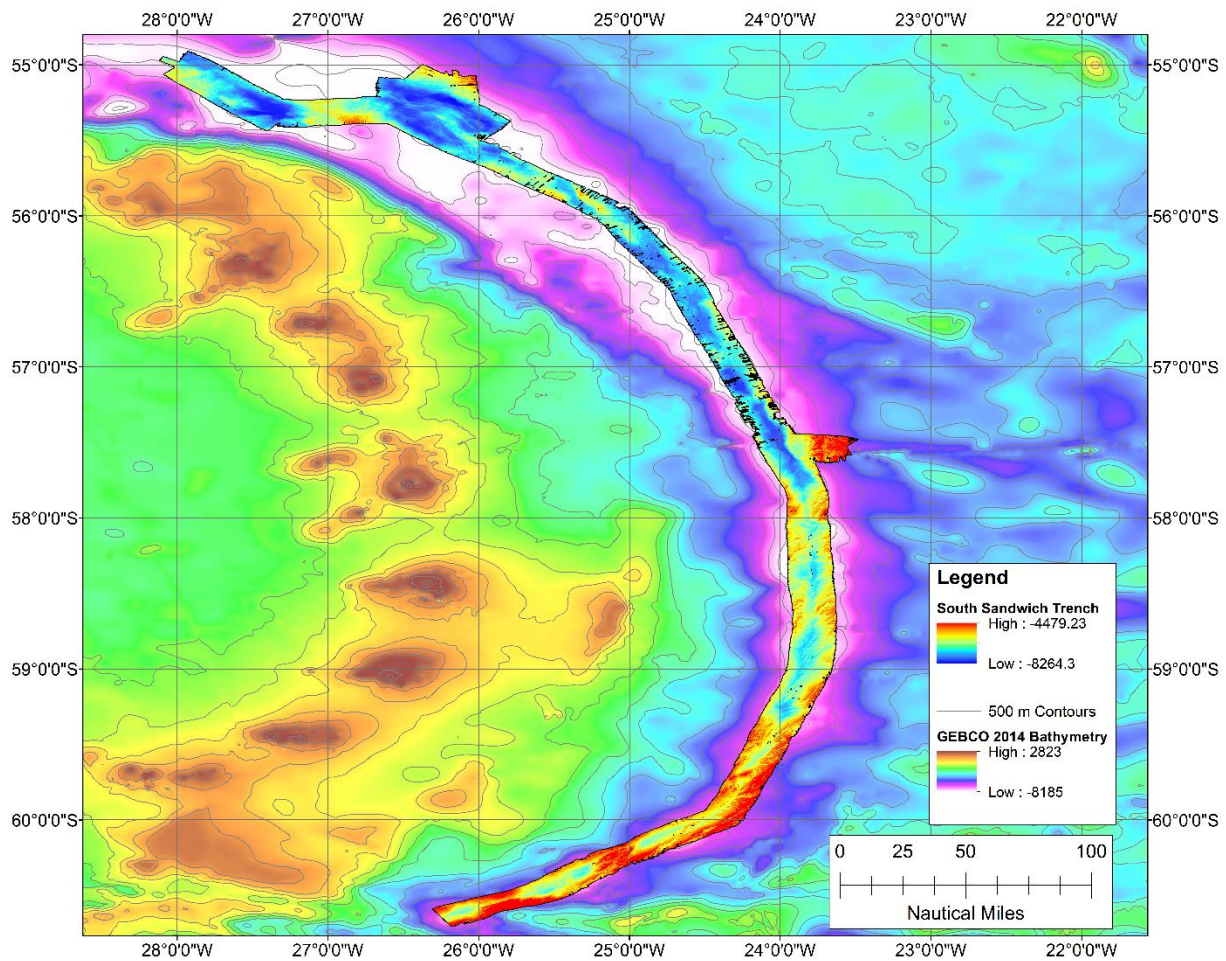 28°0'0"W 27°0'0"W 26°0'0"W 25°0'0"W 24°0'0"W 23°0'0"W 22°0'0"W
55°0'0"S 55°0'0"S
56°0'0"S 56°0'0"S
57°0'0"S 57°0'0"S
58°0'0"S 58°0'0"S
Legend
South Sandwich Trench
High : -4479.23
Low : -8264.3
59°0'0"S 59°0'0"S
500 m Contours
GEBCO 2014 Bathymetry
High : 2823
Low : -8185
60°0'0"S 60°0'0"S
0 25 50 100
Nautical Miles
28°0'0"W 27°0'0"W 26°0'0"W 25°0'0"W 24°0'0"W 23°0'0"W 22°0'0"W